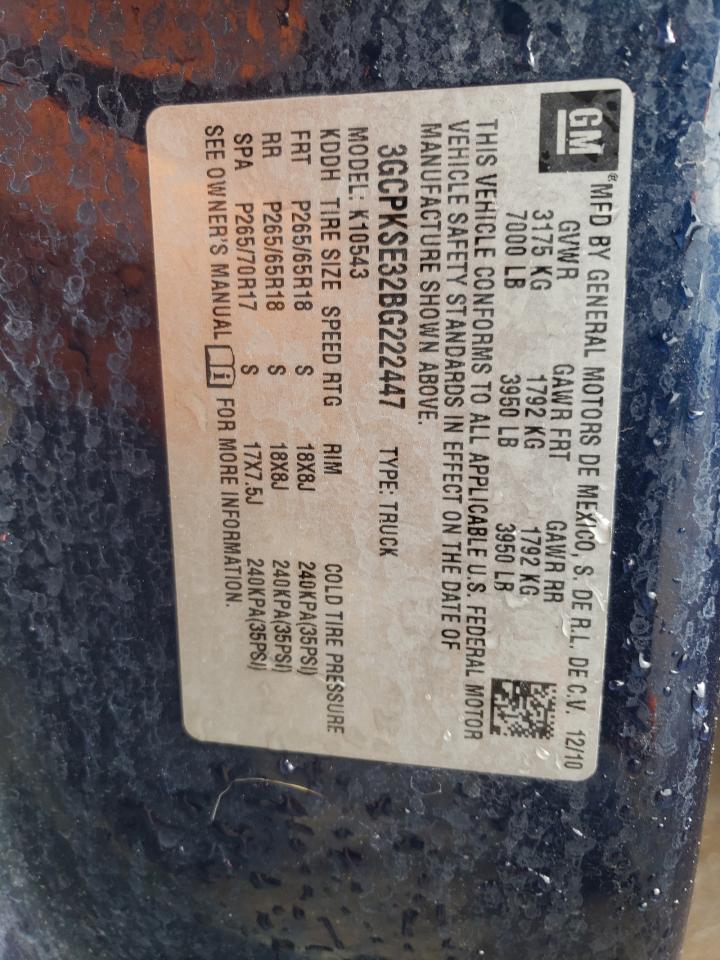 GM
®MFD BY GENERAL MOTORS DE MEXICO, S. DE R.L. DE C.V. 12/10
GVWR GAWR FRT GAWR RR
3175 KG 1792 KG 1792 KG
7000 LB 3950 LB 3950 LB
THIS VEHICLE CONFORMS TO ALL APPLICABLE U.S. FEDERAL MOTOR
VEHICLE SAFETY STANDARDS IN EFFECT ON THE DATE OF
MANUFACTURE SHOWN ABOVE.
3GCPKSE32BG222447 TYPE: TRUCK
MODEL: K10543
KDDH TIRE SIZE SPEED RTG RIM COLD TIRE PRESSURE
FRT P265/65R18 S 18X8J 240KPA(35PSI)
RR P265/65R18 S 18X8J 240KPA(35PSI)
SPA P265/70R17 S 17X7.5J 240KPA(35PSI)
SEE OWNER'S MANUAL FOR MORE INFORMATION.